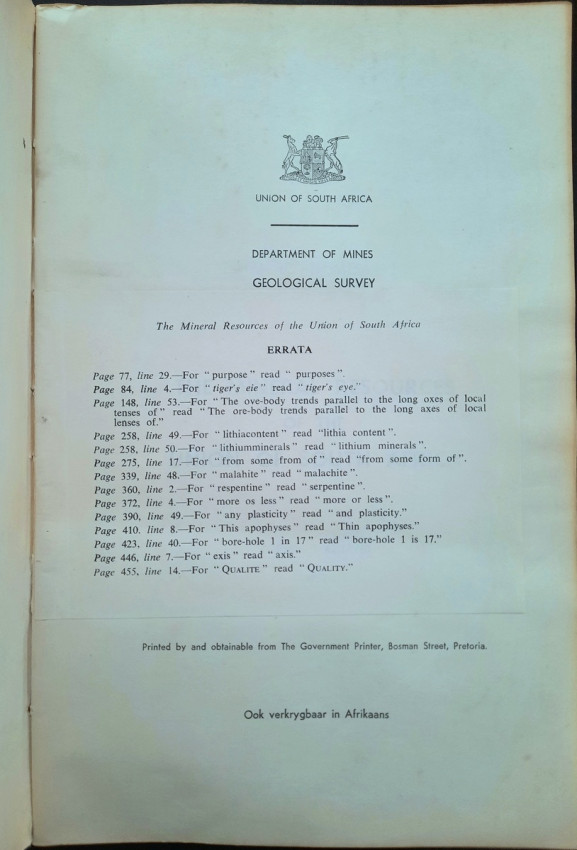 UNION OF SOUTH AFRICA
DEPARTMENT OF MINES
GEOLOGICAL SURVEY
The Mineral Resources of the Union of South Africa
ERRATA
Page 77, line 29.—For “ purpose ” read “ purposes ”.
Page 84, line 4.—For “ tiger's eie ” read “ tiger's eye.”
Page 148, line 53.—For “ The ove-body trends parallel to the long oxes of local
tenses of ” read “ The ore-body trends parallel to the long axes of local
lenses of.”
Page 258, line 49.—For “ lithiacontent ” read “lithia content ”.
Page 258, line 50.—For “ lithiumminerals ” read “ lithium minerals ”.
Page 275, line 17.—For “ from some from of ” read “from some form of ”.
Page 339, line 48.—For “ malahite ” read “ malachite ”.
Page 360, line 2.—For “ respentine ” read “ serpentine ”.
Page 372, line 4.—For “ more os less ” read “ more or less ”.
Page 390, line 49.—For “ any plasticity ” read “ and plasticity.”
Page 410, line 8.—For “ This apophyses ” read “ Thin apophyses.”
Page 423, line 40.—For “ bore-hole 1 in 17 ” read “ bore-hole 1 is 17.”
Page 446, line 7.—For “ exis ” read “ axis.”
Page 455, line 14.—For “ QUALITE ” read “ QUALITY.”
Printed by and obtainable from The Government Printer, Bosman Street, Pretoria.
Ook verkrygbaar in Afrikaans